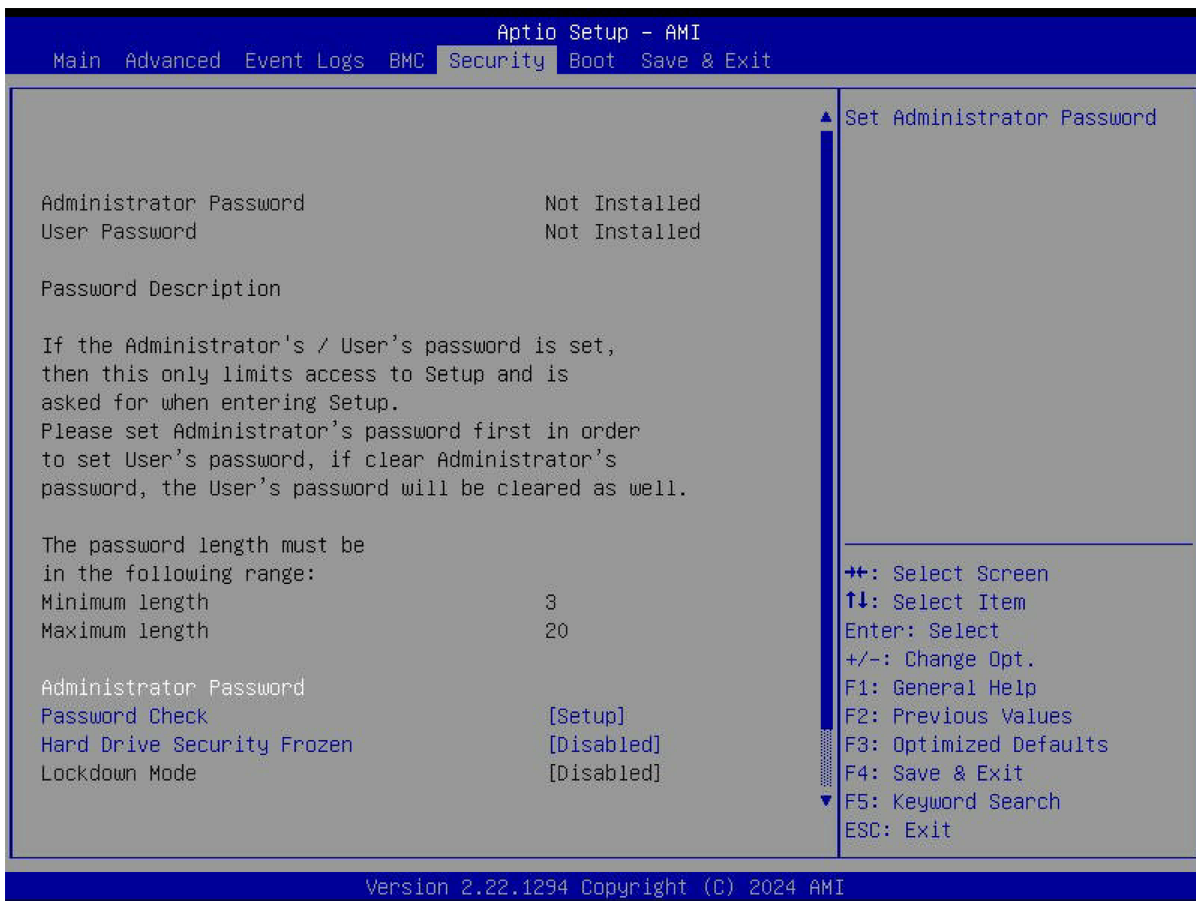 Aptio Setup – AMI
Main Advanced Event Logs BMC Security Boot Save & Exit
Set Administrator Password
Administrator Password Not Installed
User Password Not Installed
Password Description
If the Administrator's / User's password is set,
then this only limits access to Setup and is
asked for when entering Setup.
Please set Administrator's password first in order
to set User's password, if clear Administrator's
password, the User's password will be cleared as well.
The password length must be
in the following range:
Minimum length 3
Maximum length 20
Administrator Password
Password Check [Setup]
Hard Drive Security Frozen [Disabled]
Lockdown Mode [Disabled]
→←: Select Screen
↑↓: Select Item
Enter: Select
+/-: Change Opt.
F1: General Help
F2: Previous Values
F3: Optimized Defaults
F4: Save & Exit
F5: Keyword Search
ESC: Exit
Version 2.22.1294 Copyright (C) 2024 AMI